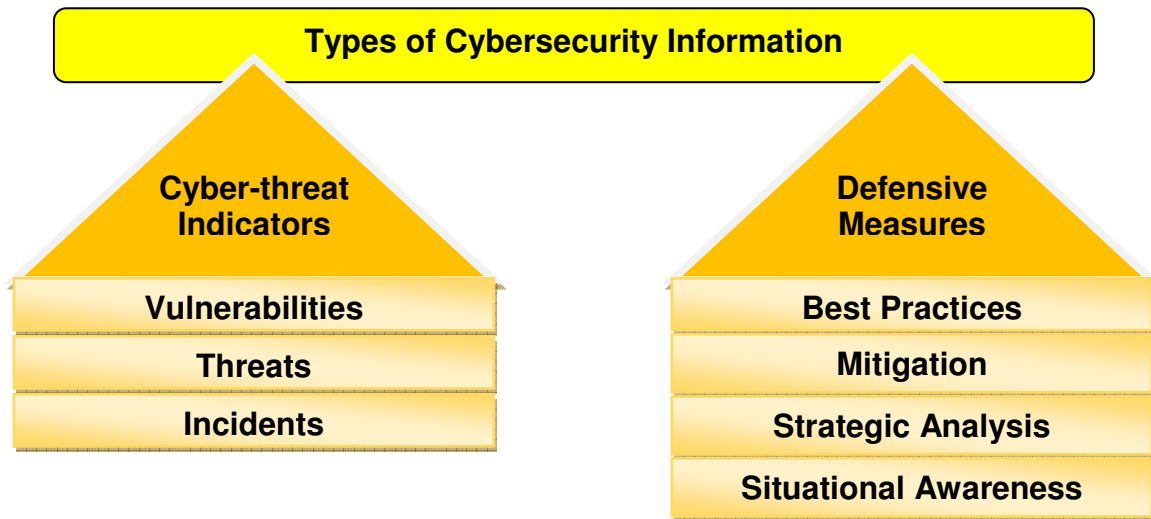 Types of Cybersecurity Information
Cyber-threat
Indicators
Vulnerabilities
Threats
Incidents
Defensive
Measures
Best Practices
Mitigation
Strategic Analysis
Situational Awareness